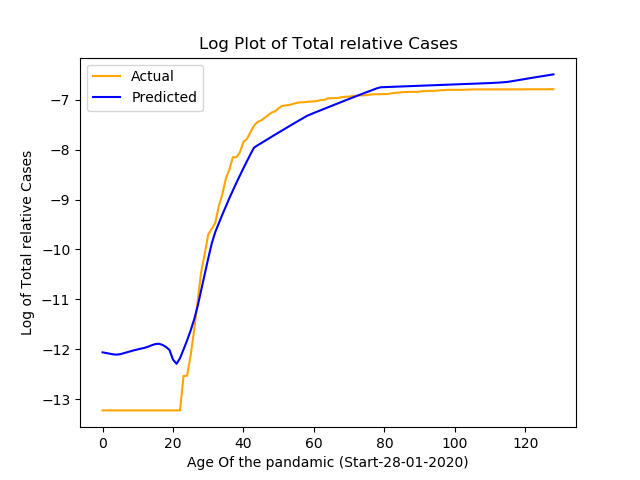 Log Plot of Total relative Cases
Actual
Predicted
−7
−8
−9
−10
−11
−12
−13
Log of Total relative Cases
0 20 40 60 80 100 120
Age Of the pandamic (Start-28-01-2020)